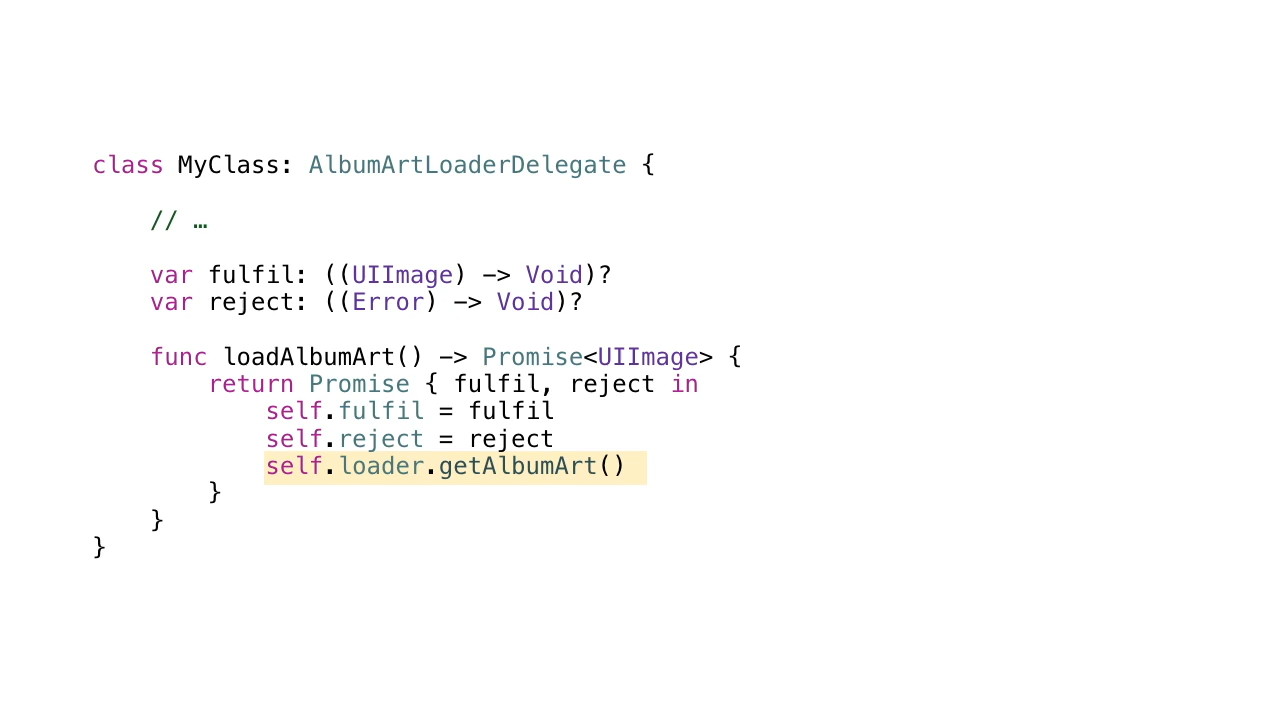 class MyClass: AlbumArtLoaderDelegate {
// …
var fulfil: ((UIImage) -> Void)?
var reject: ((Error) -> Void)?
func loadAlbumArt() -> Promise<UIImage> {
return Promise { fulfil, reject in
self.fulfil = fulfil
self.reject = reject
self.loader.getAlbumArt()
}
}
}